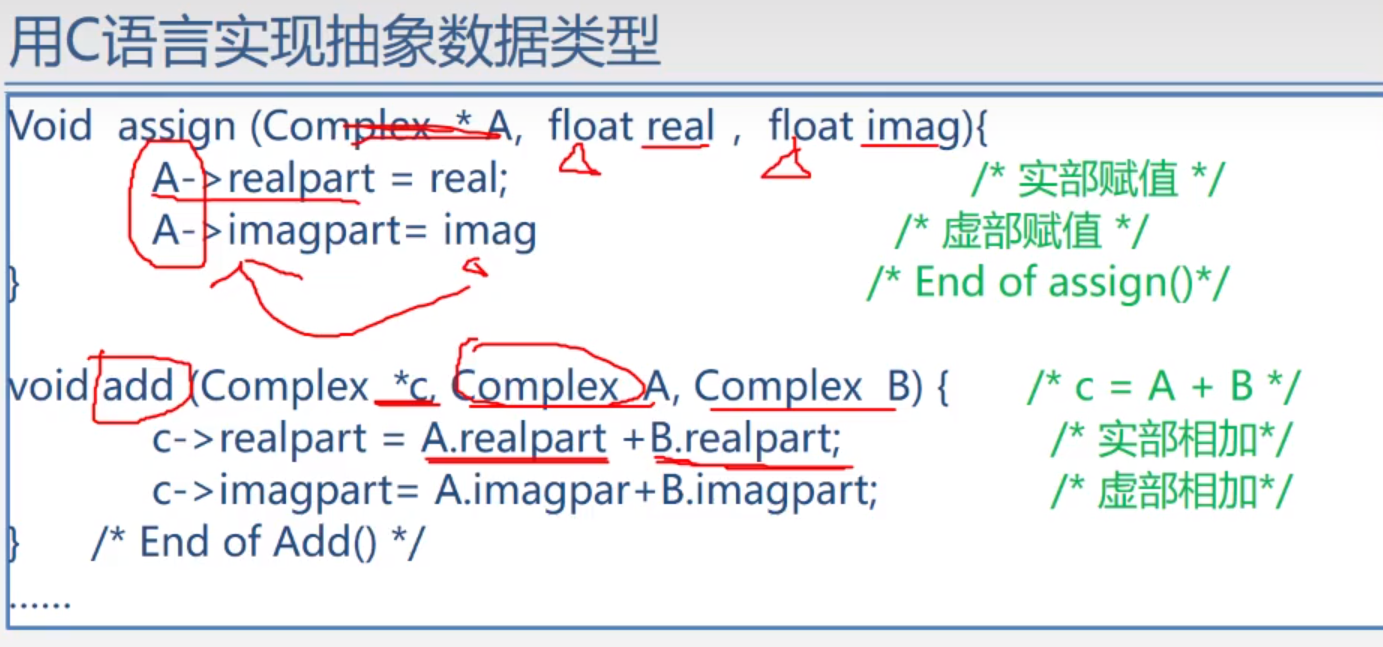 用C语言实现抽象数据类型
Void assign (Complex * A, float real , float imag){
A->realpart = real; /* 实部赋值 */
A->imagpart= imag /* 虚部赋值 */
} /* End of assign()*/
void add (Complex *c, Complex A, Complex B) { /* c = A + B */
c->realpart = A.realpart +B.realpart; /* 实部相加*/
c->imagpart= A.imagpar+B.imagpart; /* 虚部相加*/
} /* End of Add() */
......